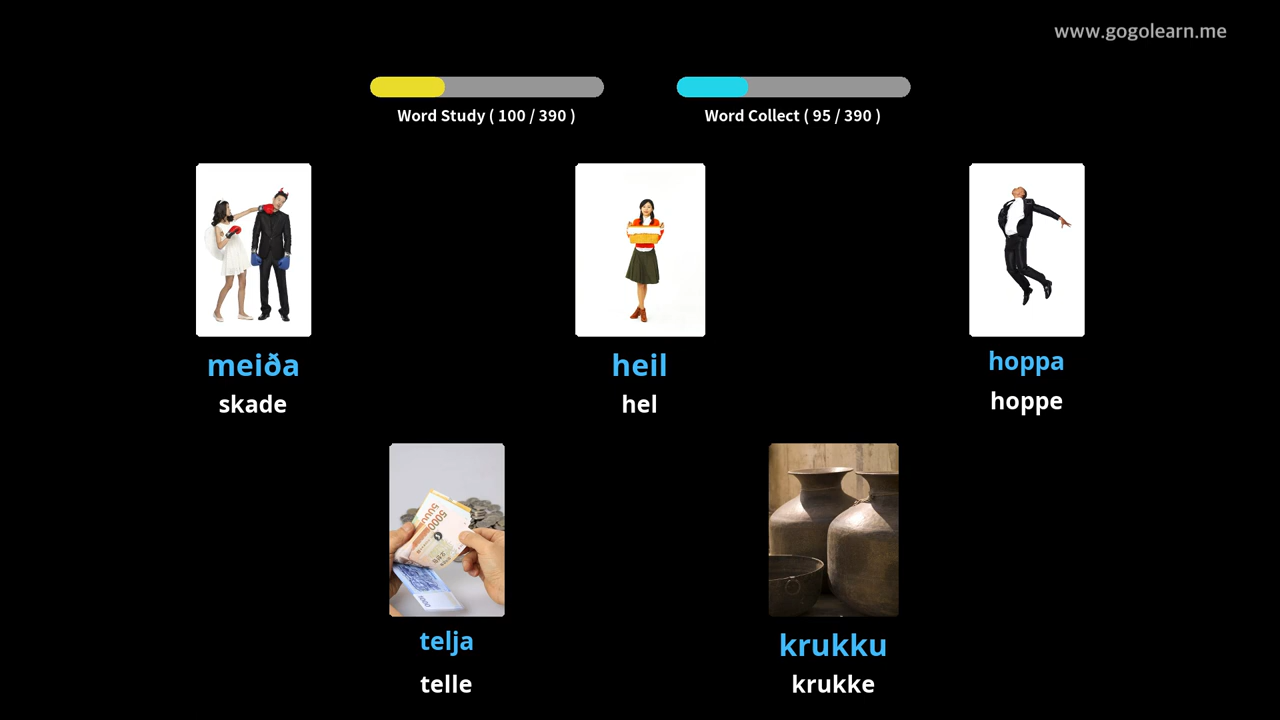 www.gogolearn.me
Word Study ( 100 / 390 )
Word Collect ( 95 / 390 )
meiða
skade
heil
hel
hoppa
hoppe
5000
telja
telle
krukku
krukke